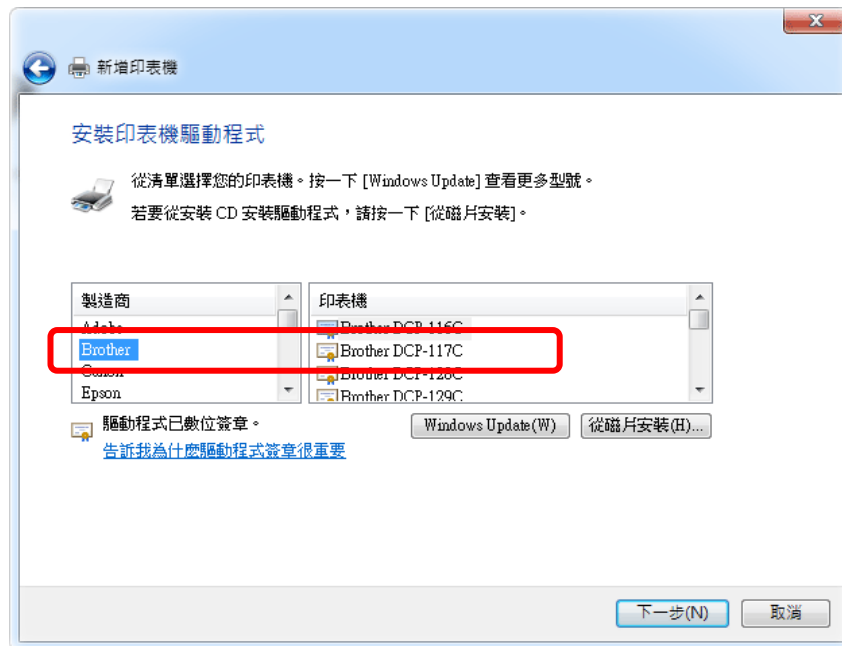 新增印表機
安裝印表機驅動程式
從清單選擇您的印表機。按一下 [Windows Update] 查看更多型號。
若要從安裝 CD 安裝驅動程式，請按一下 [從磁片安裝]。
製造商
Adobe
Brother
Canon
Epson
印表機
Brother DCP-116C
Brother DCP-117C
Brother DCP-128C
Brother DCP-129C
驅動程式已數位簽章。
告訴我為什麼驅動程式簽章很重要
Windows Update(W)
從磁片安裝(H)...
下一步(N)
取消